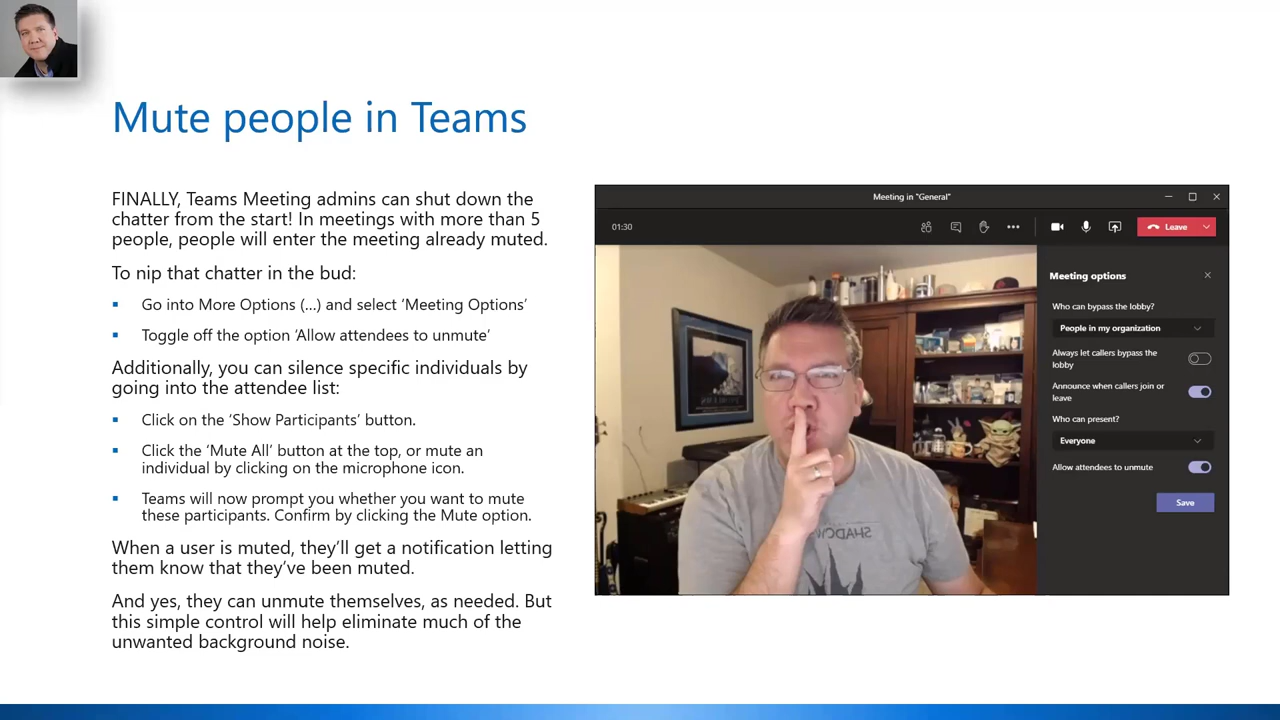 Mute people in Teams
FINALLY, Teams Meeting admins can shut down the
chatter from the start! In meetings with more than 5
people, people will enter the meeting already muted.
To nip that chatter in the bud:
▪ Go into More Options (...) and select ‘Meeting Options’
▪ Toggle off the option ‘Allow attendees to unmute’
Additionally, you can silence specific individuals by
going into the attendee list:
▪ Click on the ‘Show Participants’ button.
▪ Click the ‘Mute All’ button at the top, or mute an
individual by clicking on the microphone icon.
▪ Teams will now prompt you whether you want to mute
these participants. Confirm by clicking the Mute option.
When a user is muted, they’ll get a notification letting
them know that they’ve been muted.
And yes, they can unmute themselves, as needed. But
this simple control will help eliminate much of the
unwanted background noise.
Meeting in "General"
01:30
Leave
Meeting options
Who can bypass the lobby?
People in my organization
Always let callers bypass the
lobby
Announce when callers join or
leave
Who can present?
Everyone
Allow attendees to unmute
Save
SHADOW